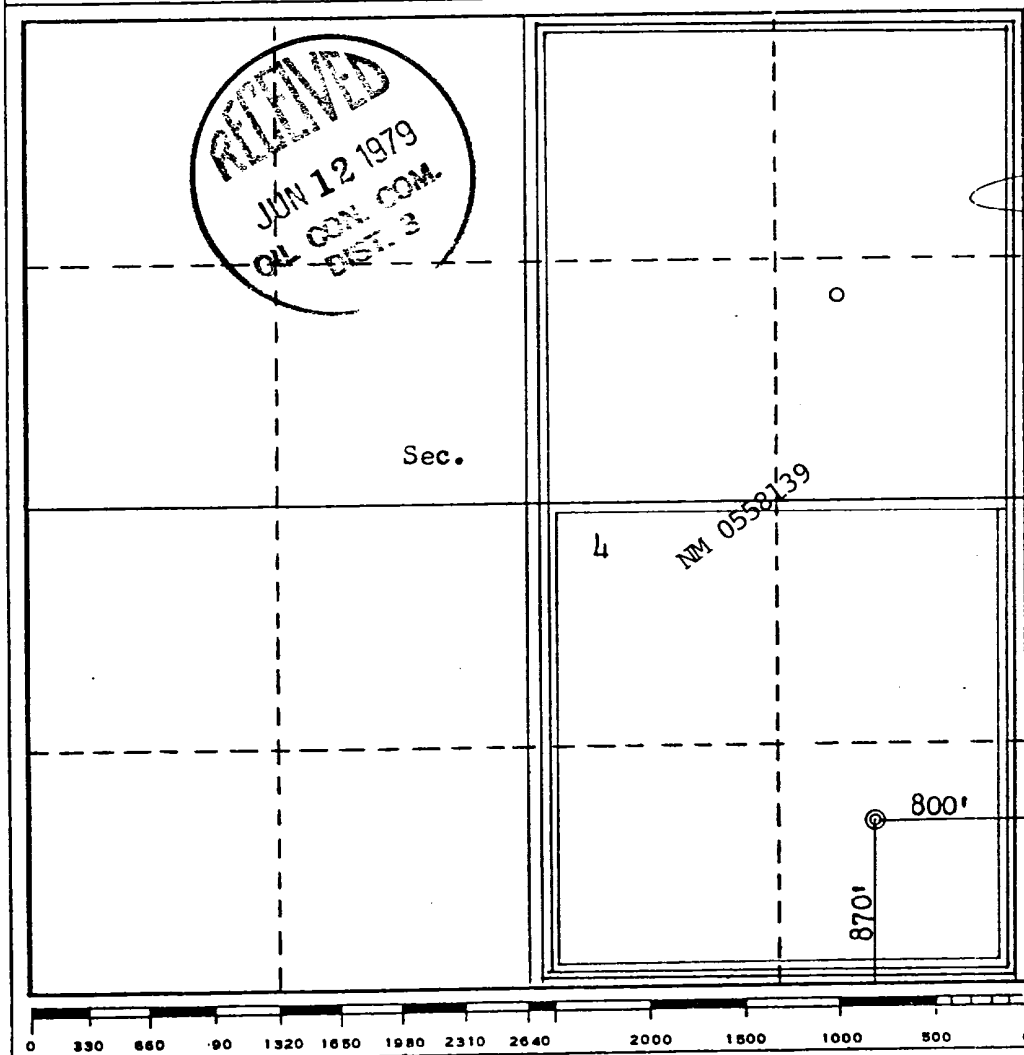 RECEIVED
JUN 12 1979
OIL CON. COM.
DIST. 3
Sec.
4
NM 0558139
800'
870'
0 330 660 90 1320 1650 1980 2310 2640 2000 1500 1000 500